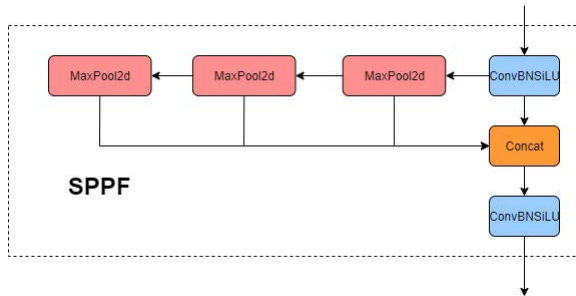 MaxPool2d
MaxPool2d
MaxPool2d
ConvBNSiLU
Concat
SPPF
ConvBNSiLU